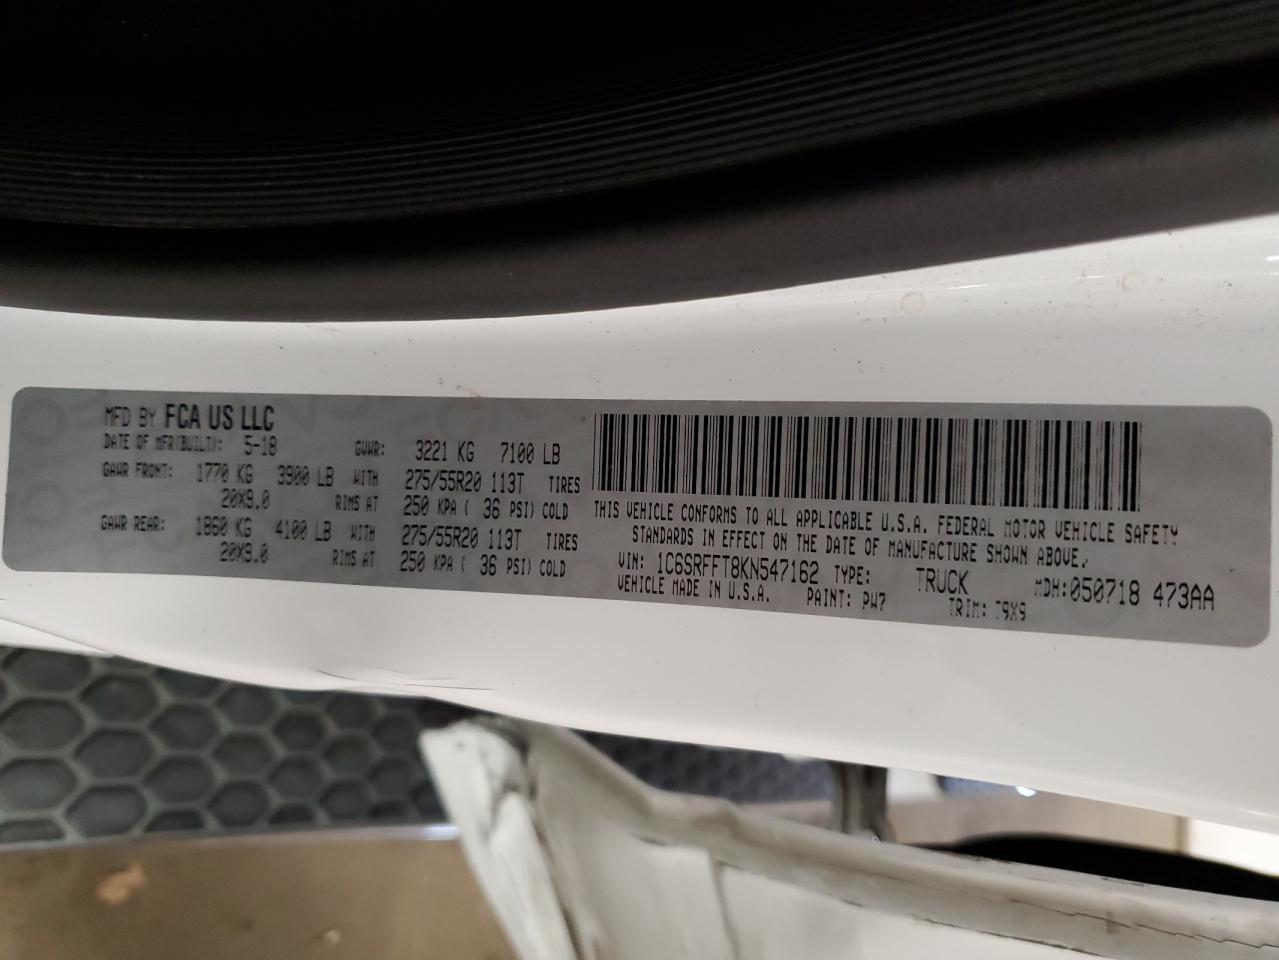 MFD BY FCA US LLC
DATE OF MFR(BUILT): 5-18 GVWR: 3221 KG 7100 LB
GAWR FRONT: 1770 KG 3900 LB WITH 275/55R20 113T TIRES
20X9.0 RIMS AT 250 KPA ( 36 PSI) COLD
GAWR REAR: 1860 KG 4100 LB WITH 275/55R20 113T TIRES
20X9.0 RIMS AT 250 KPA ( 36 PSI) COLD
THIS VEHICLE CONFORMS TO ALL APPLICABLE U.S.A. FEDERAL MOTOR VEHICLE SAFETY
STANDARDS IN EFFECT ON THE DATE OF MANUFACTURE SHOWN ABOVE.
VIN: 1C6SRFFT8KN547162 TYPE: TRUCK MDH:050718 473AA
VEHICLE MADE IN U.S.A. PAINT: PW7 TRIM: